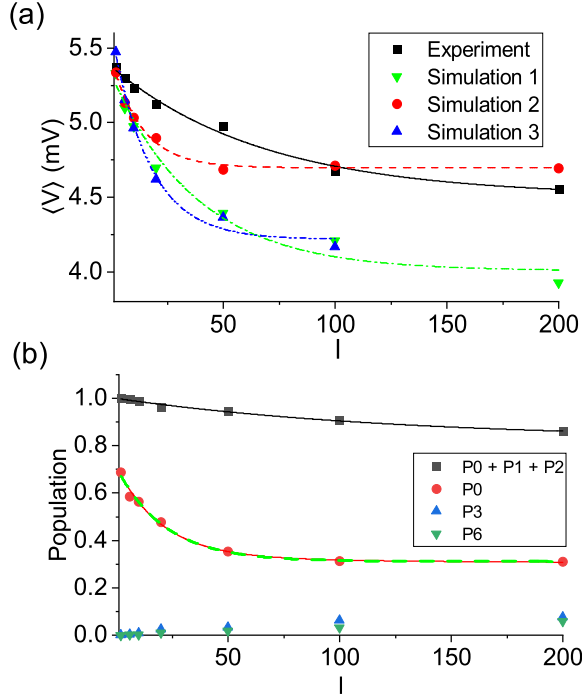 (a)
5.5
5.0
4.5
4.0
⟨V⟩ (mV)
Experiment
Simulation 1
Simulation 2
Simulation 3
50
100
150
200
l
(b)
1.0
0.8
0.6
0.4
0.2
0.0
Population
P0 + P1 + P2
P0
P3
P6
50
100
150
200
l